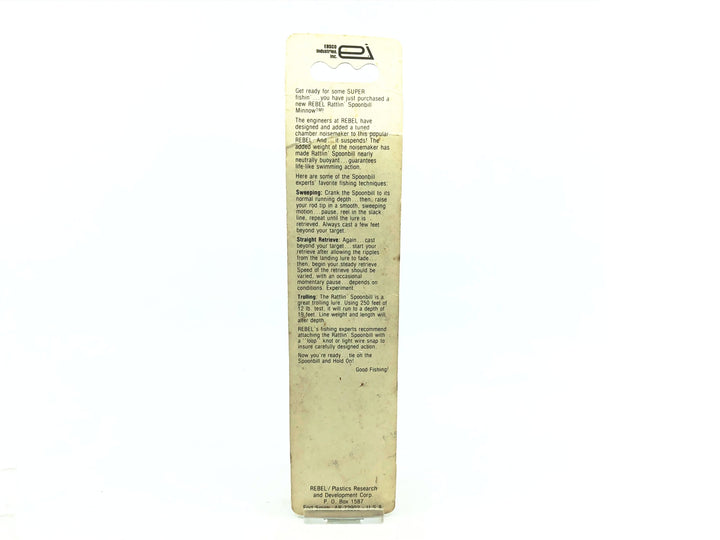 EBSCO
Industries,
Inc.
ei
Get ready for some SUPER
fishin'...you have just purchased a
new REBEL Rattlin' Spoonbill
Minnow™!
The engineers at REBEL have
designed and added a tuned
chamber noisemaker to this popular
REBEL. And...it suspends! The
added weight of the noisemaker has
made Rattlin' Spoonbill nearly
neutrally buoyant...guarantees
life-like swimming action.
Here are some of the Spoonbill
experts' favorite fishing techniques:
Sweeping: Crank the Spoonbill to its
normal running depth...then, raise
your rod tip in a smooth, sweeping
motion...pause, reel in the slack
line, repeat until the lure is
retrieved. Always cast a few feet
beyond your target.
Straight Retrieve: Again...cast
beyond your target...start your
retrieve after allowing the ripples
from the landing lure to fade...
then, begin your steady retrieve.
Speed of the retrieve should be
varied, with an occasional
momentary pause...depends on
conditions. Experiment.
Trolling: The Rattlin' Spoonbill is a
great trolling lure. Using 250 feet of
12 lb. test, it will run to a depth of
19 feet. Line weight and length will
alter depth.
REBEL's fishing experts recommend
attaching the Rattlin' Spoonbill with
a "loop" knot or light wire snap to
insure carefully designed action.
Now you're ready...tie on the
Spoonbill and Hold On!
Good Fishing!
REBEL/Plastics Research
and Development Corp.
P. O. Box 1587
Fort Smith, AR 72902 - U.S.A.